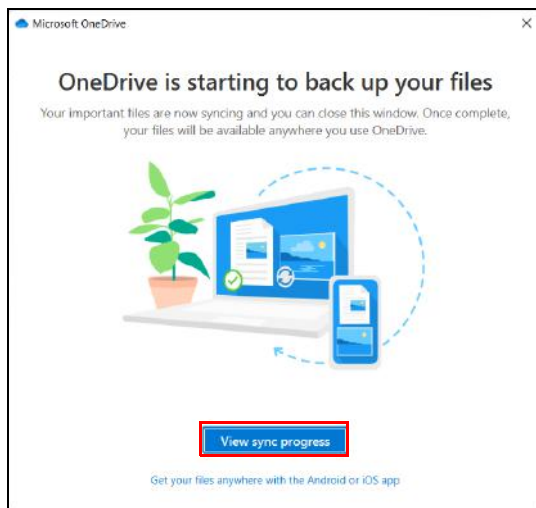 Microsoft OneDrive
OneDrive is starting to back up your files
Your important files are now syncing and you can close this window. Once complete,
your files will be available anywhere you use OneDrive.
View sync progress
Get your files anywhere with the Android or iOS app